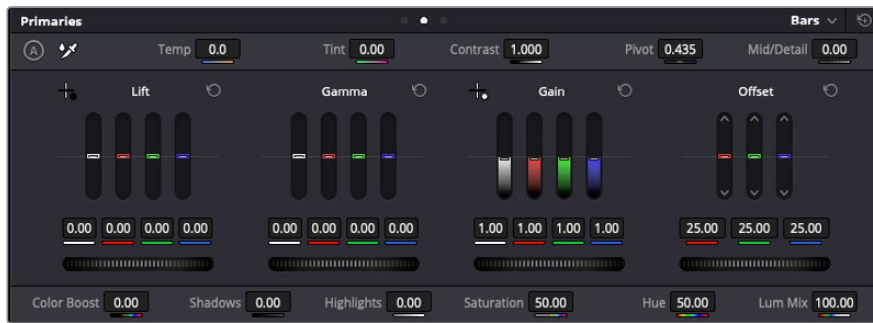 Primaries Bars
A Temp 0.0 Tint 0.00 Contrast 1.000 Pivot 0.435 Mid/Detail 0.00
Lift Gamma Gain Offset
0.00 0.00 0.00 0.00 0.00 0.00 0.00 0.00 1.00 1.00 1.00 1.00 25.00 25.00 25.00
Color Boost 0.00 Shadows 0.00 Highlights 0.00 Saturation 50.00 Hue 50.00 Lum Mix 100.00